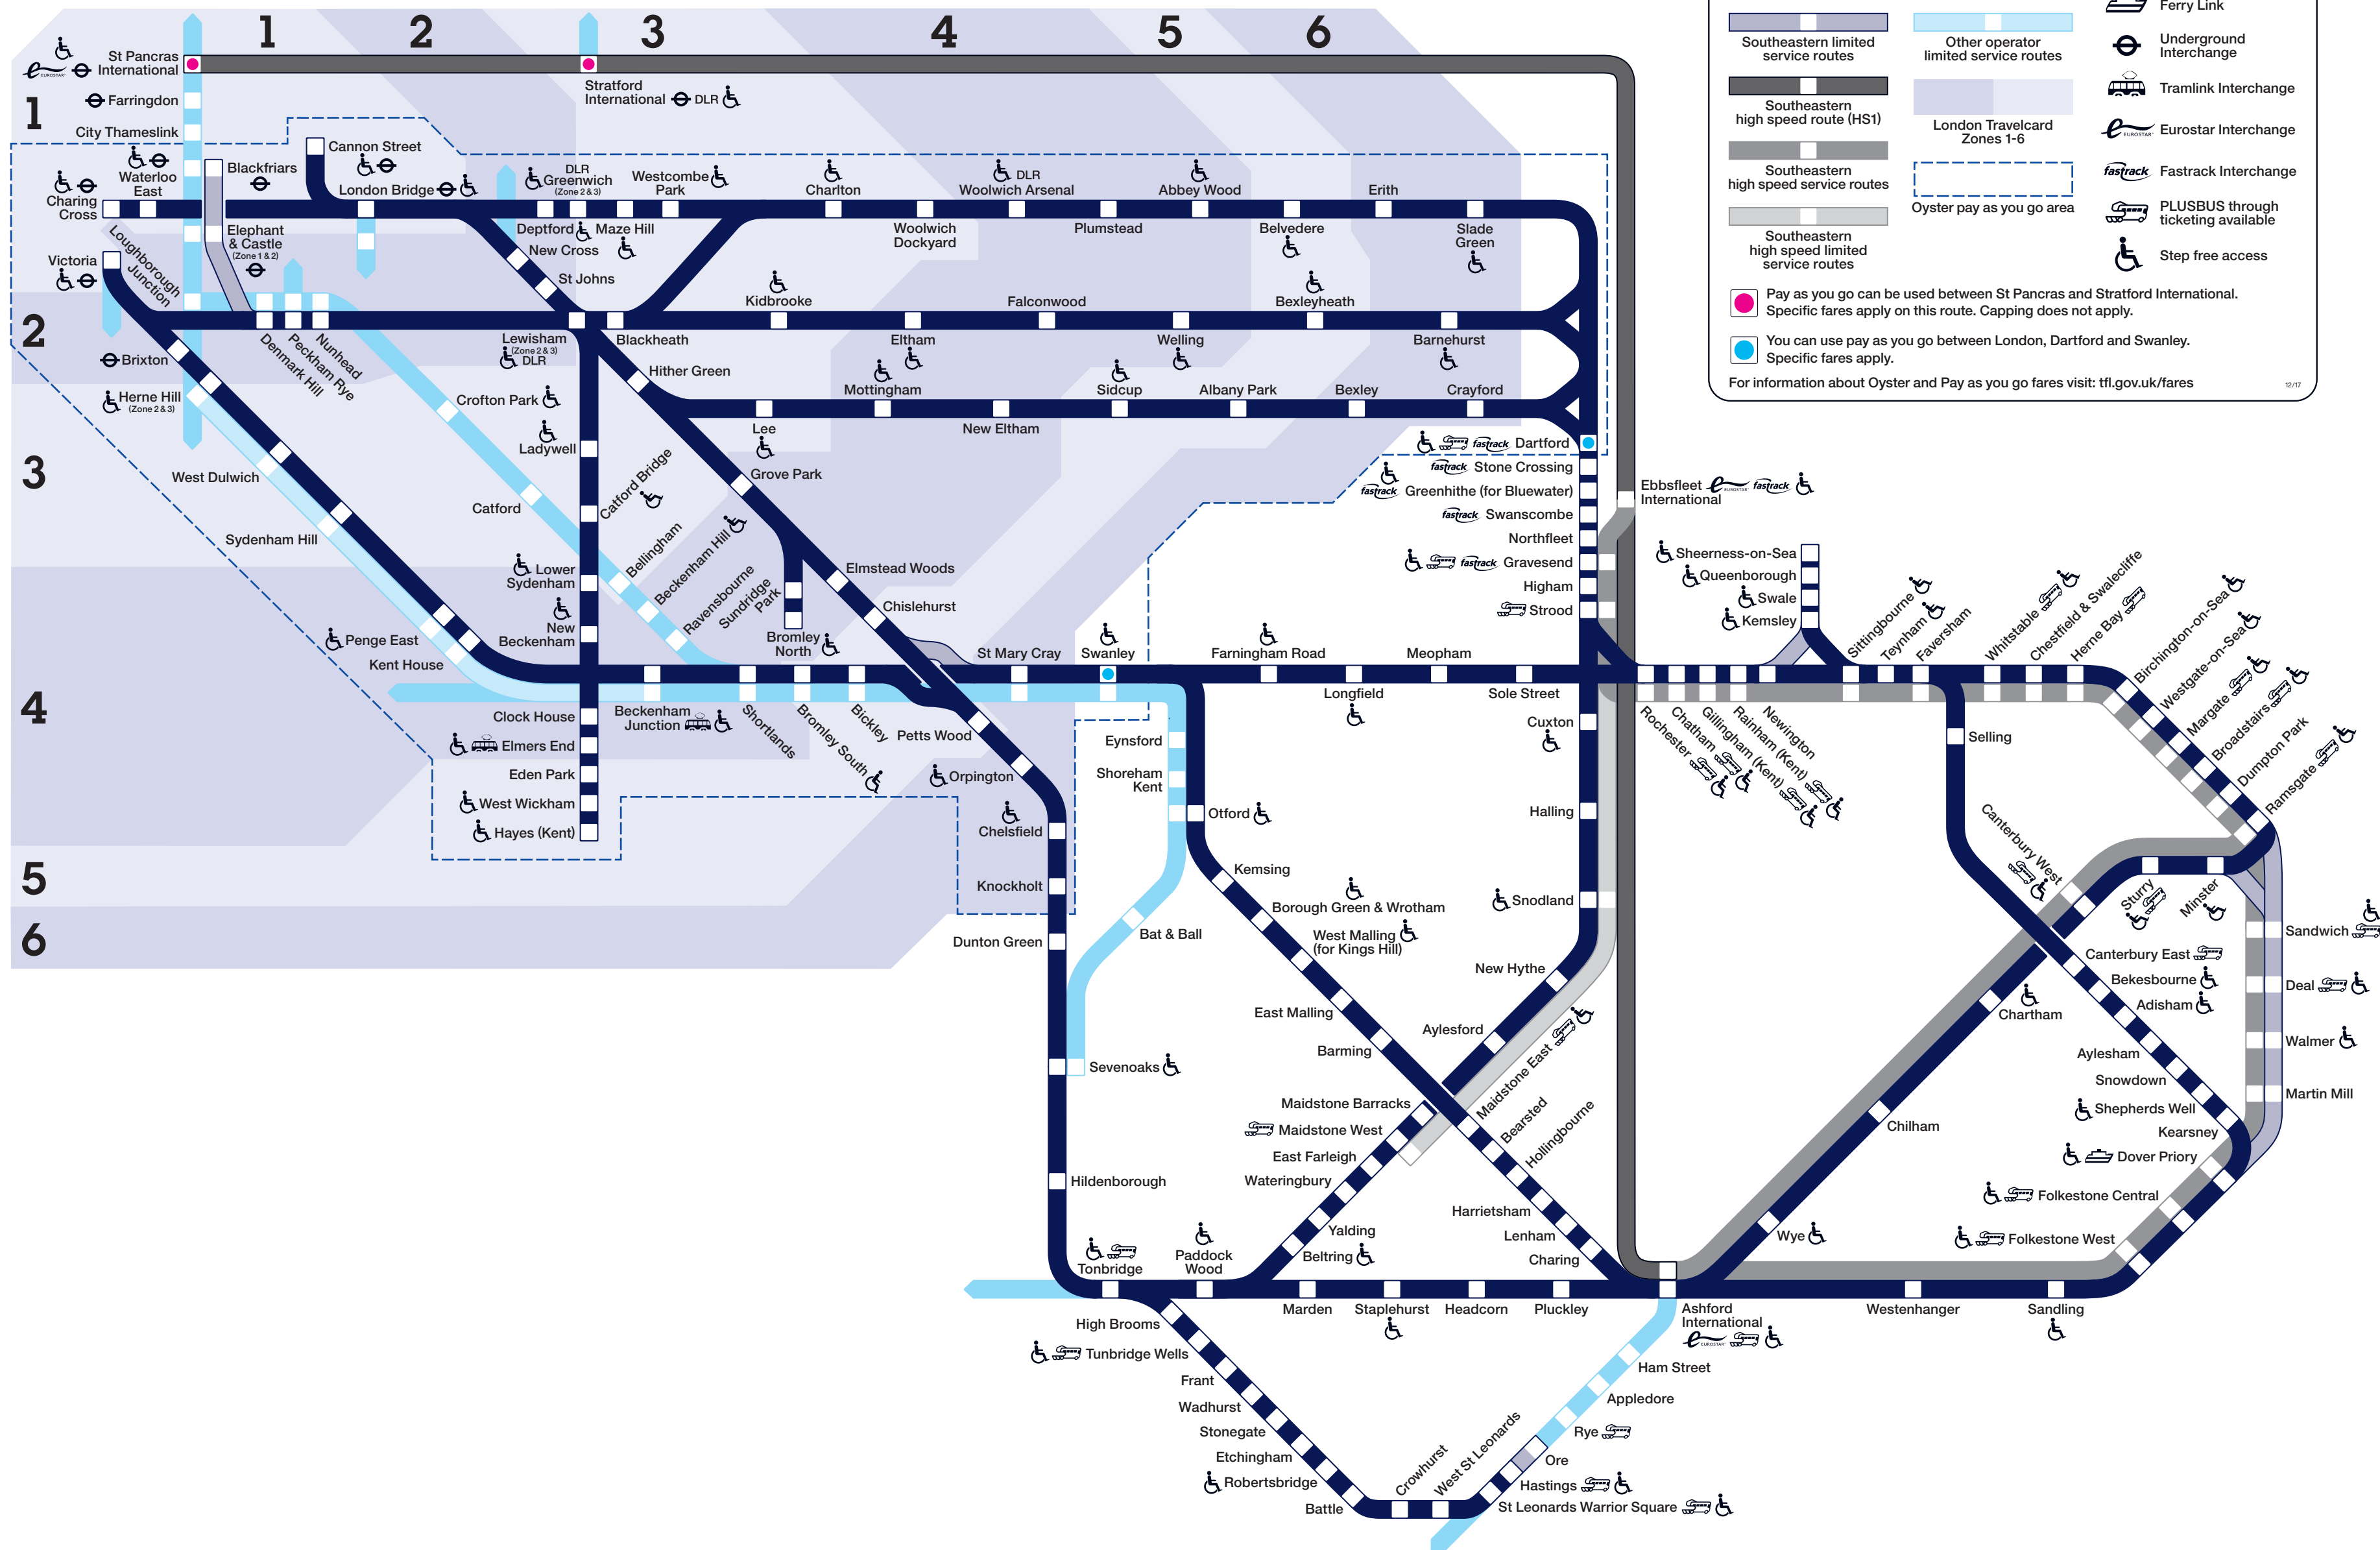 1
2
3
4
5
6
1
2
3
4
5
6
St Pancras
International
EUROSTAR
Farringdon
City Thameslink
Stratford
International
DLR
Cannon Street
Blackfriars
Waterloo
East
Charing
Cross
London Bridge
Elephant
& Castle
(Zone 1 & 2)
Victoria
Loughborough
Junction
DLR
Greenwich
(Zone 2 & 3)
Deptford
Westcombe
Park
Maze Hill
New Cross
St Johns
Charlton
Woolwich
Dockyard
DLR
Woolwich Arsenal
Plumstead
Abbey Wood
Belvedere
Erith
Slade
Green
Kidbrooke
Falconwood
Bexleyheath
Lewisham
(Zone 2 & 3)
DLR
Blackheath
Eltham
Welling
Barnehurst
Brixton
Denmark Hill
Peckham Rye
Nunhead
Herne Hill
(Zone 2 & 3)
Hither Green
Mottingham
Sidcup
Albany Park
Bexley
Crayford
Lee
New Eltham
Crofton Park
Ladywell
Catford Bridge
Grove Park
West Dulwich
Catford
Sydenham Hill
Lower
Sydenham
Bellingham
Beckenham Hill
Ravensbourne
Sundridge
Park
Bromley
North
Elmstead Woods
Chislehurst
New
Beckenham
Penge East
Kent House
Clock House
Elmers End
Eden Park
West Wickham
Hayes (Kent)
Beckenham
Junction
Shortlands
Bromley South
Bickley
Petts Wood
Orpington
St Mary Cray
Swanley
Farningham Road
Longfield
Meopham
Sole Street
fastrack
Dartford
fastrack
Stone Crossing
fastrack
Greenhithe (for Bluewater)
fastrack
Swanscombe
Northfleet
fastrack
Gravesend
Higham
Strood
Ebbsfleet
International
EUROSTAR
fastrack
Sheerness-on-Sea
Queenborough
Swale
Kemsley
Rochester
Chatham
Gillingham (Kent)
Rainham (Kent)
Newington
Sittingbourne
Teynham
Faversham
Whitstable
Chestfield & Swalecliffe
Herne Bay
Birchington-on-Sea
Westgate-on-Sea
Margate
Broadstairs
Dumpton Park
Ramsgate
Chelsfield
Knockholt
Dunton Green
Eynsford
Shoreham
Kent
Otford
Kemsing
Bat & Ball
Sevenoaks
Hildenborough
Borough Green & Wrotham
West Malling
(for Kings Hill)
East Malling
Barming
Maidstone East
Bearsted
Hollingbourne
Harrietsham
Lenham
Charing
Cuxton
Halling
Snodland
New Hythe
Aylesford
Maidstone Barracks
Maidstone West
East Farleigh
Wateringbury
Yalding
Beltring
Tonbridge
Paddock
Wood
Marden
Staplehurst
Headcorn
Pluckley
Ashford
International
EUROSTAR
Westenhanger
Sandling
Selling
Canterbury West
Sturry
Minster
Canterbury East
Bekesbourne
Adisham
Aylesham
Snowdown
Shepherds Well
Kearsney
Dover Priory
Folkestone Central
Folkestone West
Sandwich
Deal
Walmer
Martin Mill
Chartham
Chilham
Wye
High Brooms
Tunbridge Wells
Frant
Wadhurst
Stonegate
Etchingham
Robertsbridge
Battle
Crowhurst
West St Leonards
St Leonards Warrior Square
Hastings
Ore
Rye
Appledore
Ham Street
Southeastern limited
service routes
Other operator
limited service routes
Southeastern
high speed route (HS1)
London Travelcard
Zones 1-6
Southeastern
high speed service routes
Oyster pay as you go area
Southeastern
high speed limited
service routes
Ferry Link
Underground
Interchange
Tramlink Interchange
EUROSTAR
Eurostar Interchange
fastrack
Fastrack Interchange
PLUSBUS through
ticketing available
Step free access
Pay as you go can be used between St Pancras and Stratford International.
Specific fares apply on this route. Capping does not apply.
You can use pay as you go between London, Dartford and Swanley.
Specific fares apply.
For information about Oyster and Pay as you go fares visit: tfl.gov.uk/fares
12/17